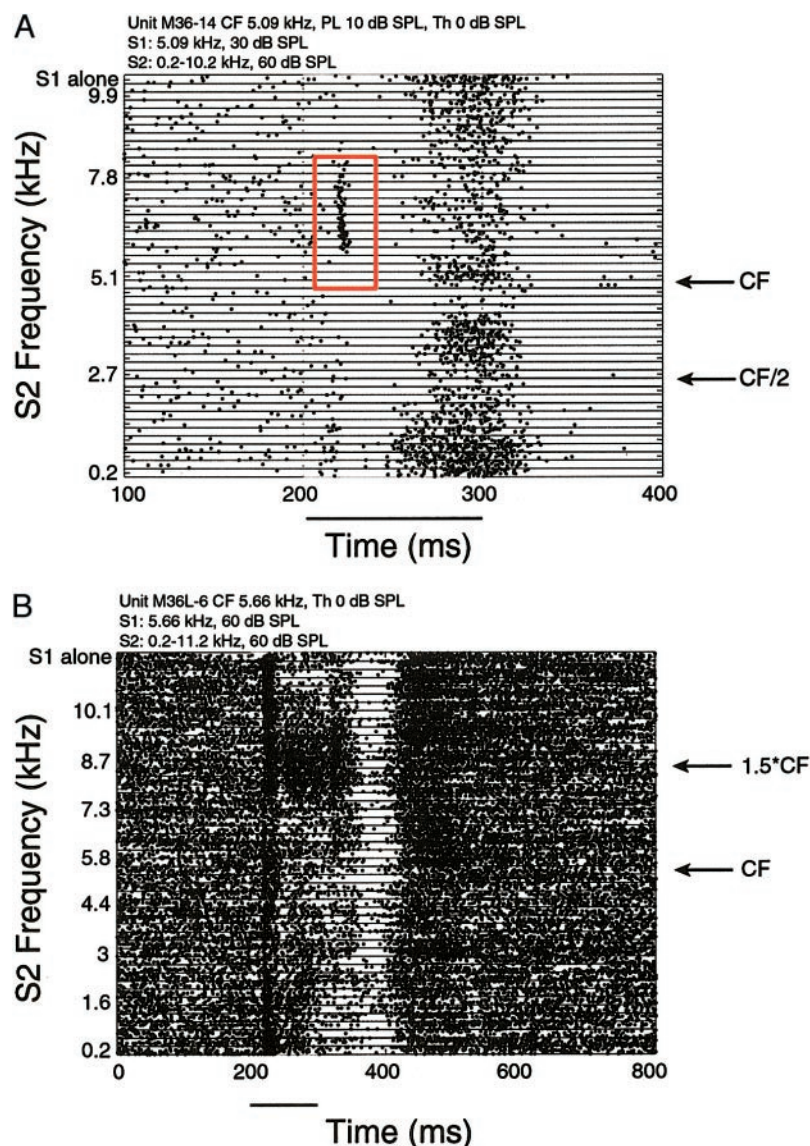 A
Unit M36-14 CF 5.09 kHz, PL 10 dB SPL, Th 0 dB SPL
S1: 5.09 kHz, 30 dB SPL
S2: 0.2-10.2 kHz, 60 dB SPL
S2 Frequency (kHz)
S1 alone
9.9
7.8
5.1
2.7
0.2
CF
CF/2
100 200 300 400
Time (ms)
B
Unit M36L-6 CF 5.66 kHz, Th 0 dB SPL
S1: 5.66 kHz, 60 dB SPL
S2: 0.2-11.2 kHz, 60 dB SPL
S2 Frequency (kHz)
S1 alone
10.1
8.7
7.3
5.8
4.4
3
1.6
0.2
1.5*CF
CF
0 200 400 600 800
Time (ms)